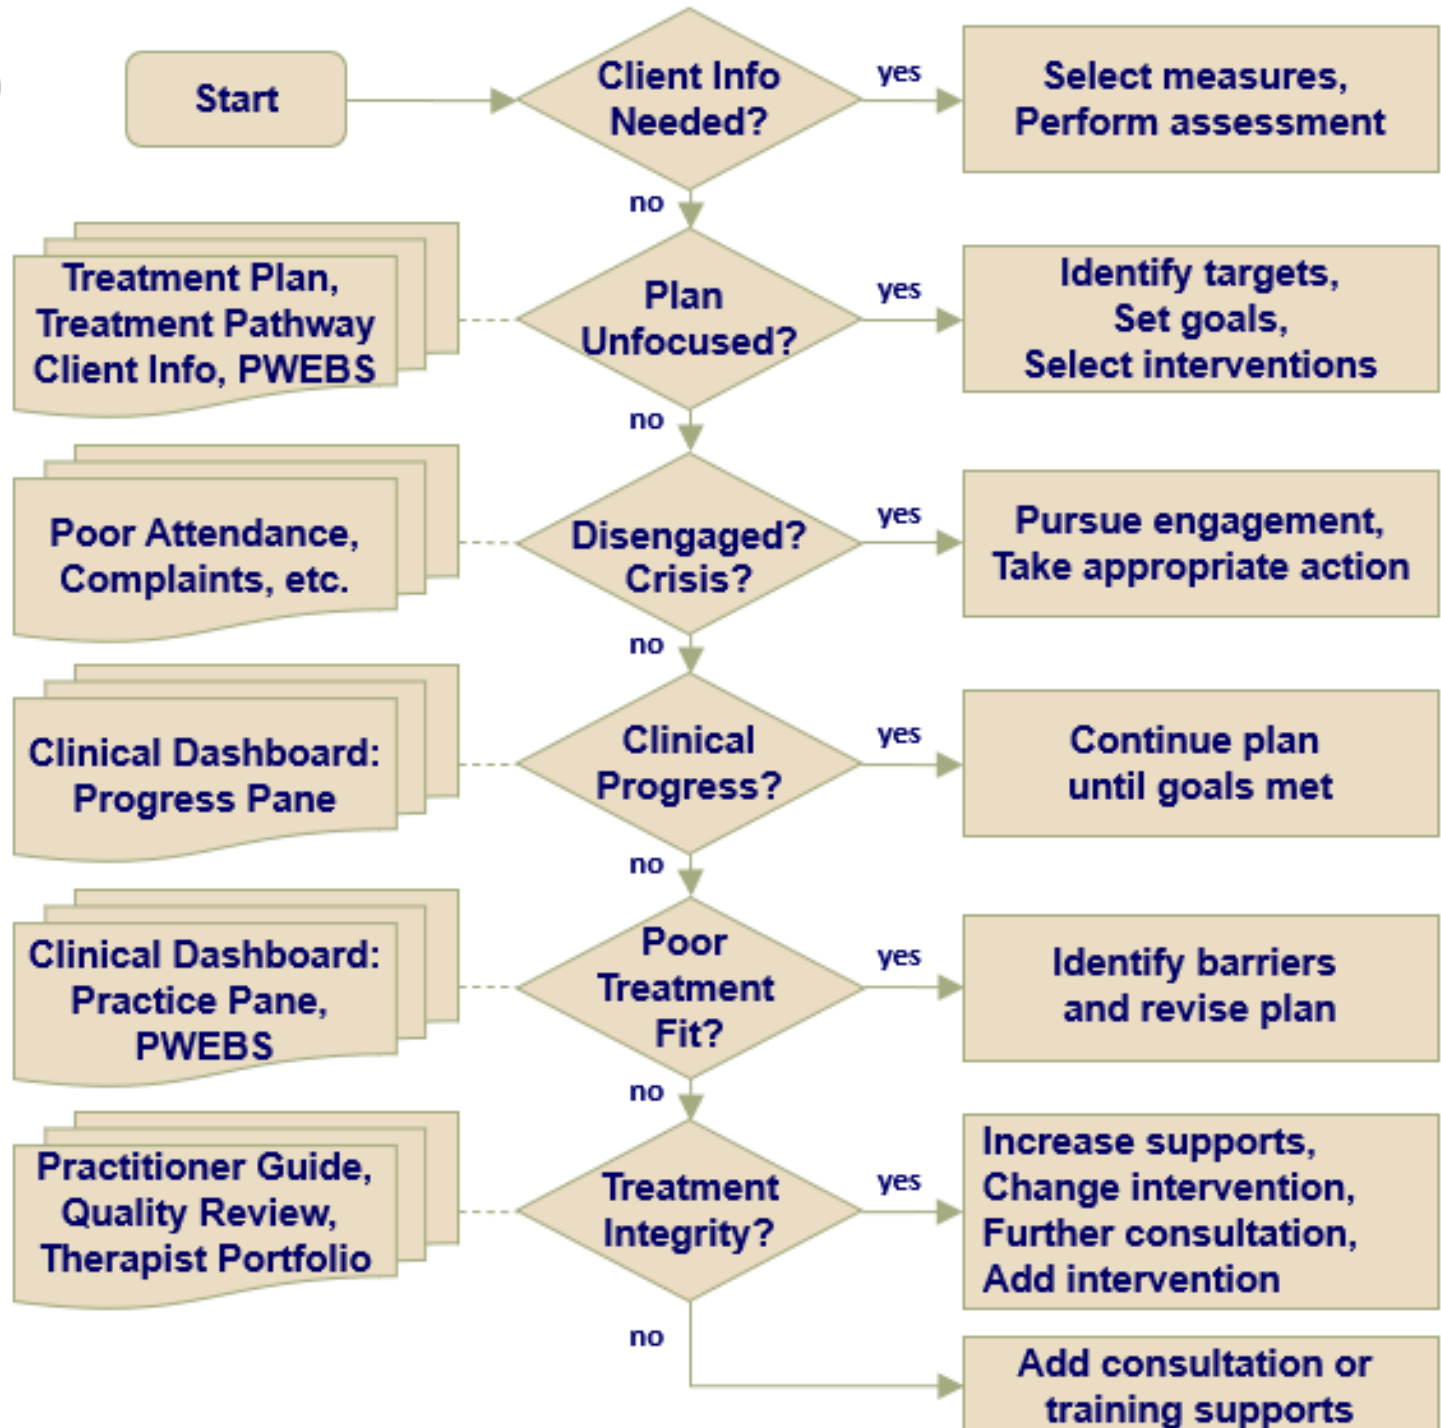 Start
Client Info
Needed?
yes
Select measures,
Perform assessment
no
Treatment Plan,
Treatment Pathway
Client Info, PWEBS
Plan
Unfocused?
yes
Identify targets,
Set goals,
Select interventions
no
Poor Attendance,
Complaints, etc.
Disengaged?
Crisis?
yes
Pursue engagement,
Take appropriate action
no
Clinical Dashboard:
Progress Pane
Clinical
Progress?
yes
Continue plan
until goals met
no
Clinical Dashboard:
Practice Pane,
PWEBS
Poor
Treatment
Fit?
yes
Identify barriers
and revise plan
no
Practitioner Guide,
Quality Review,
Therapist Portfolio
Treatment
Integrity?
yes
Increase supports,
Change intervention,
Further consultation,
Add intervention
no
Add consultation or
training supports